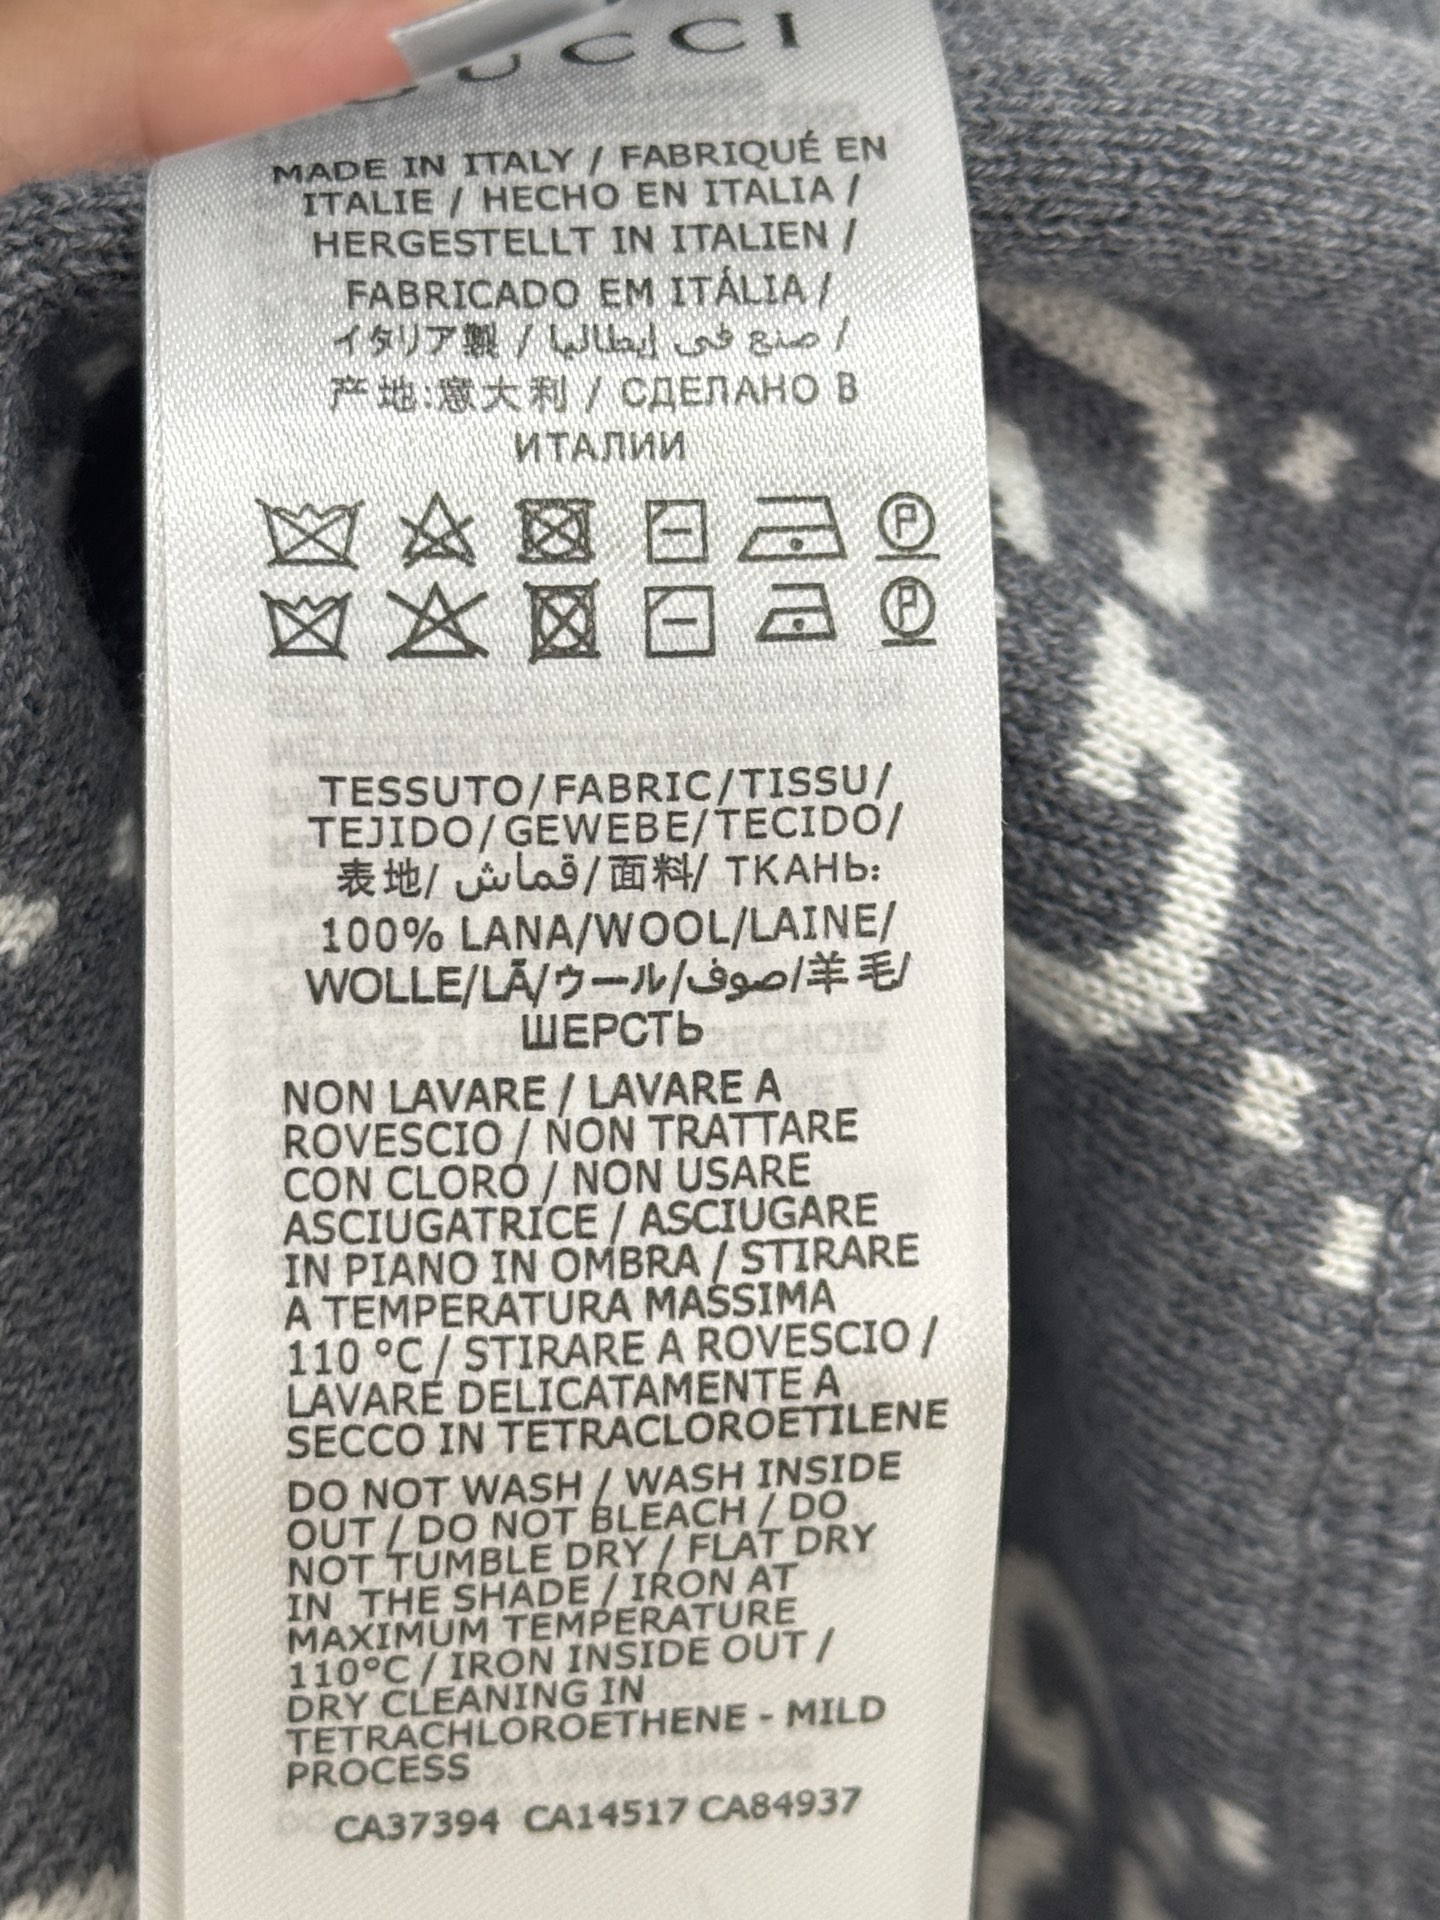 GUCCI
MADE IN ITALY / FABRIQUÉ EN
ITALIE / HECHO EN ITALIA /
HERGESTELLT IN ITALIEN /
FABRICADO EM ITÁLIA /
イタリア製 / صنع في إيطاليا /
产地:意大利 / СДЕЛАНО В
ИТАЛИИ
P
P
TESSUTO/FABRIC/TISSU/
TEJIDO/GEWEBE/TECIDO/
表地/ قماش/面料/ ТКАНЬ:
100% LANA/WOOL/LAINE/
WOLLE/LÃ/ウール/صوف/羊毛/
ШЕРСТЬ
NON LAVARE / LAVARE A
ROVESCIO / NON TRATTARE
CON CLORO / NON USARE
ASCIUGATRICE / ASCIUGARE
IN PIANO IN OMBRA / STIRARE
A TEMPERATURA MASSIMA
110 °C / STIRARE A ROVESCIO /
LAVARE DELICATAMENTE A
SECCO IN TETRACLOROETILENE
DO NOT WASH / WASH INSIDE
OUT / DO NOT BLEACH / DO
NOT TUMBLE DRY / FLAT DRY
IN THE SHADE / IRON AT
MAXIMUM TEMPERATURE
110°C / IRON INSIDE OUT /
DRY CLEANING IN
TETRACHLOROETHENE - MILD
PROCESS
CA37394 CA14517 CA84937